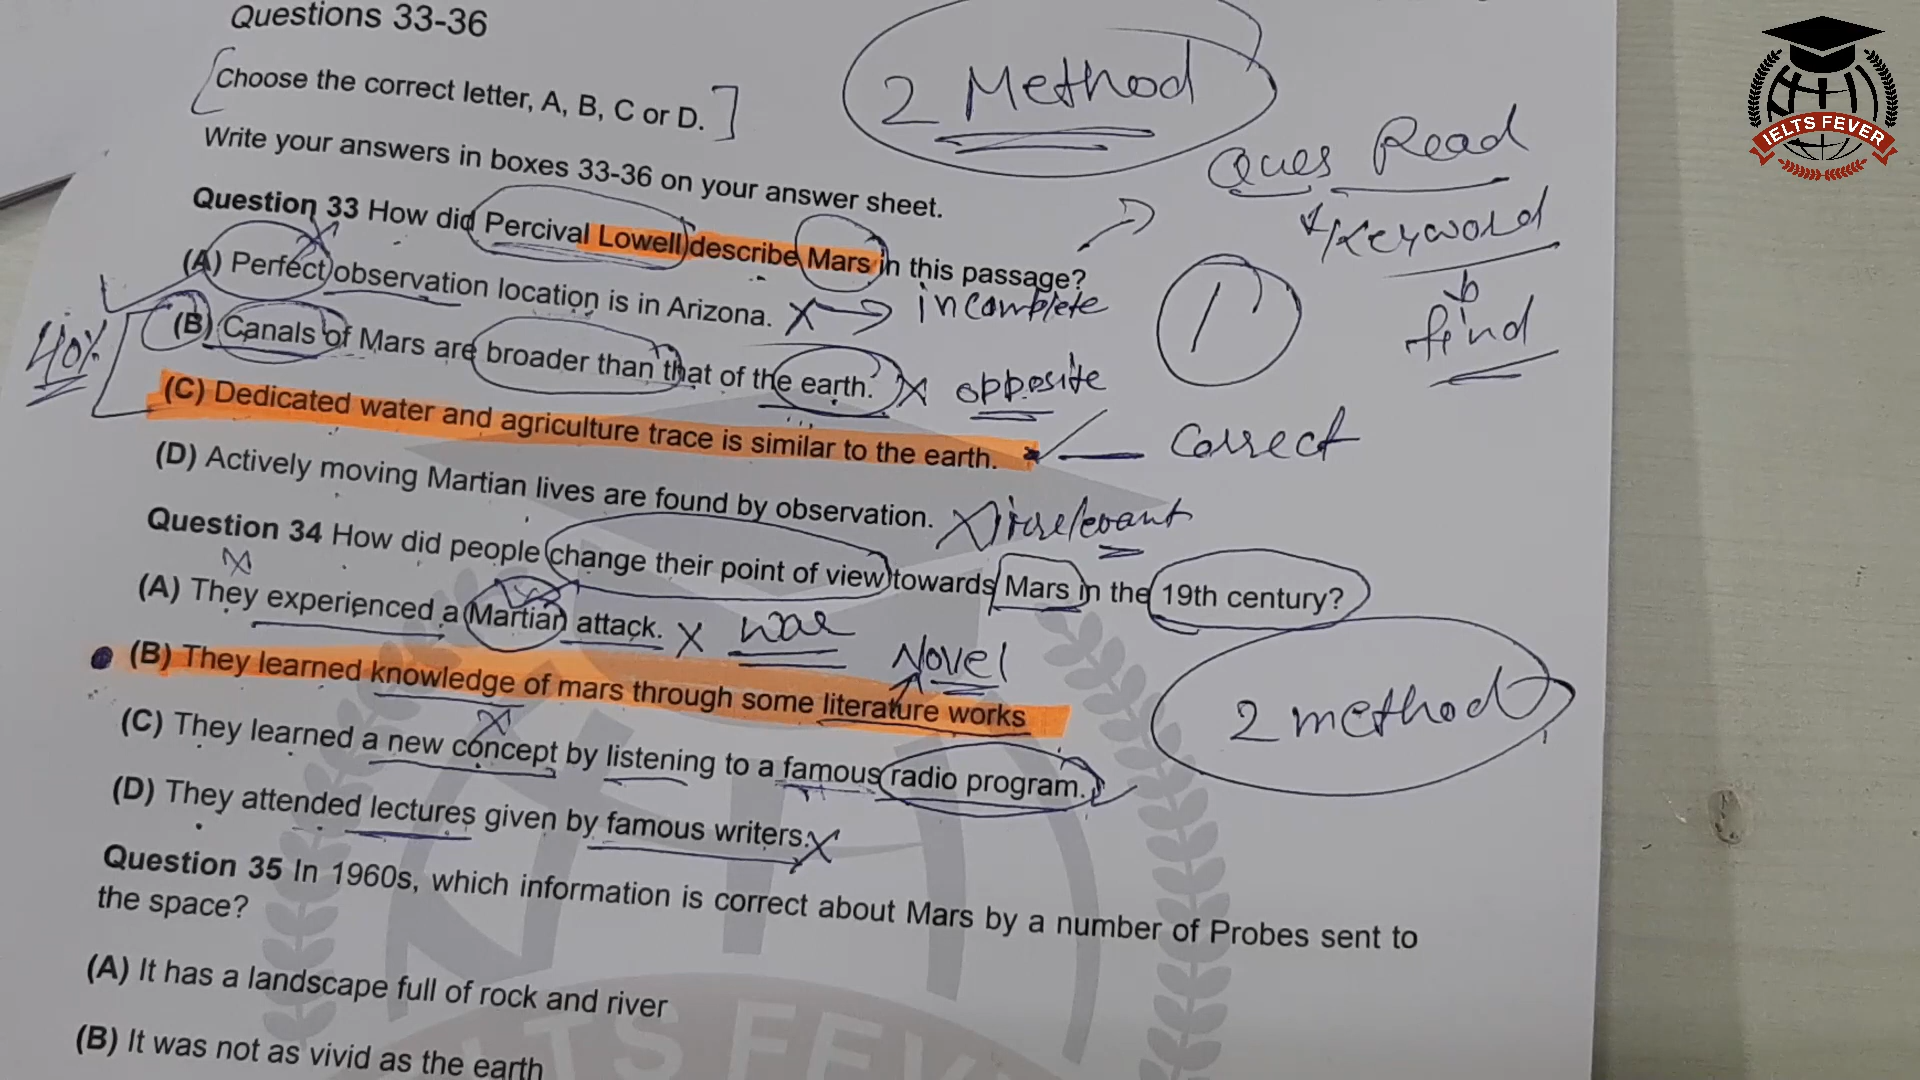 Questions 33-36
2 Method
[Choose the correct letter, A, B, C or D.]
Ques Read
Write your answers in boxes 33-36 on your answer sheet.
+ Keyword
find
Question 33 How did Percival Lowell describe Mars in this passage?
(A) Perfect observation location is in Arizona. X → incomplete
1
40%
(B) Canals of Mars are broader than that of the earth. X opposite
(C) Dedicated water and agriculture trace is similar to the earth. Correct
(D) Actively moving Martian lives are found by observation. X irrelevant
Question 34 How did people change their point of view towards Mars in the 19th century?
(A) They experienced a Martian attack. X war
Novel
(B) They learned knowledge of mars through some literature works
2 method
(C) They learned a new concept by listening to a famous radio program.
(D) They attended lectures given by famous writers. X
Question 35 In 1960s, which information is correct about Mars by a number of Probes sent to
the space?
(A) It has a landscape full of rock and river
(B) It was not as vivid as the earth
IELTS FEVER
LTS FEVE